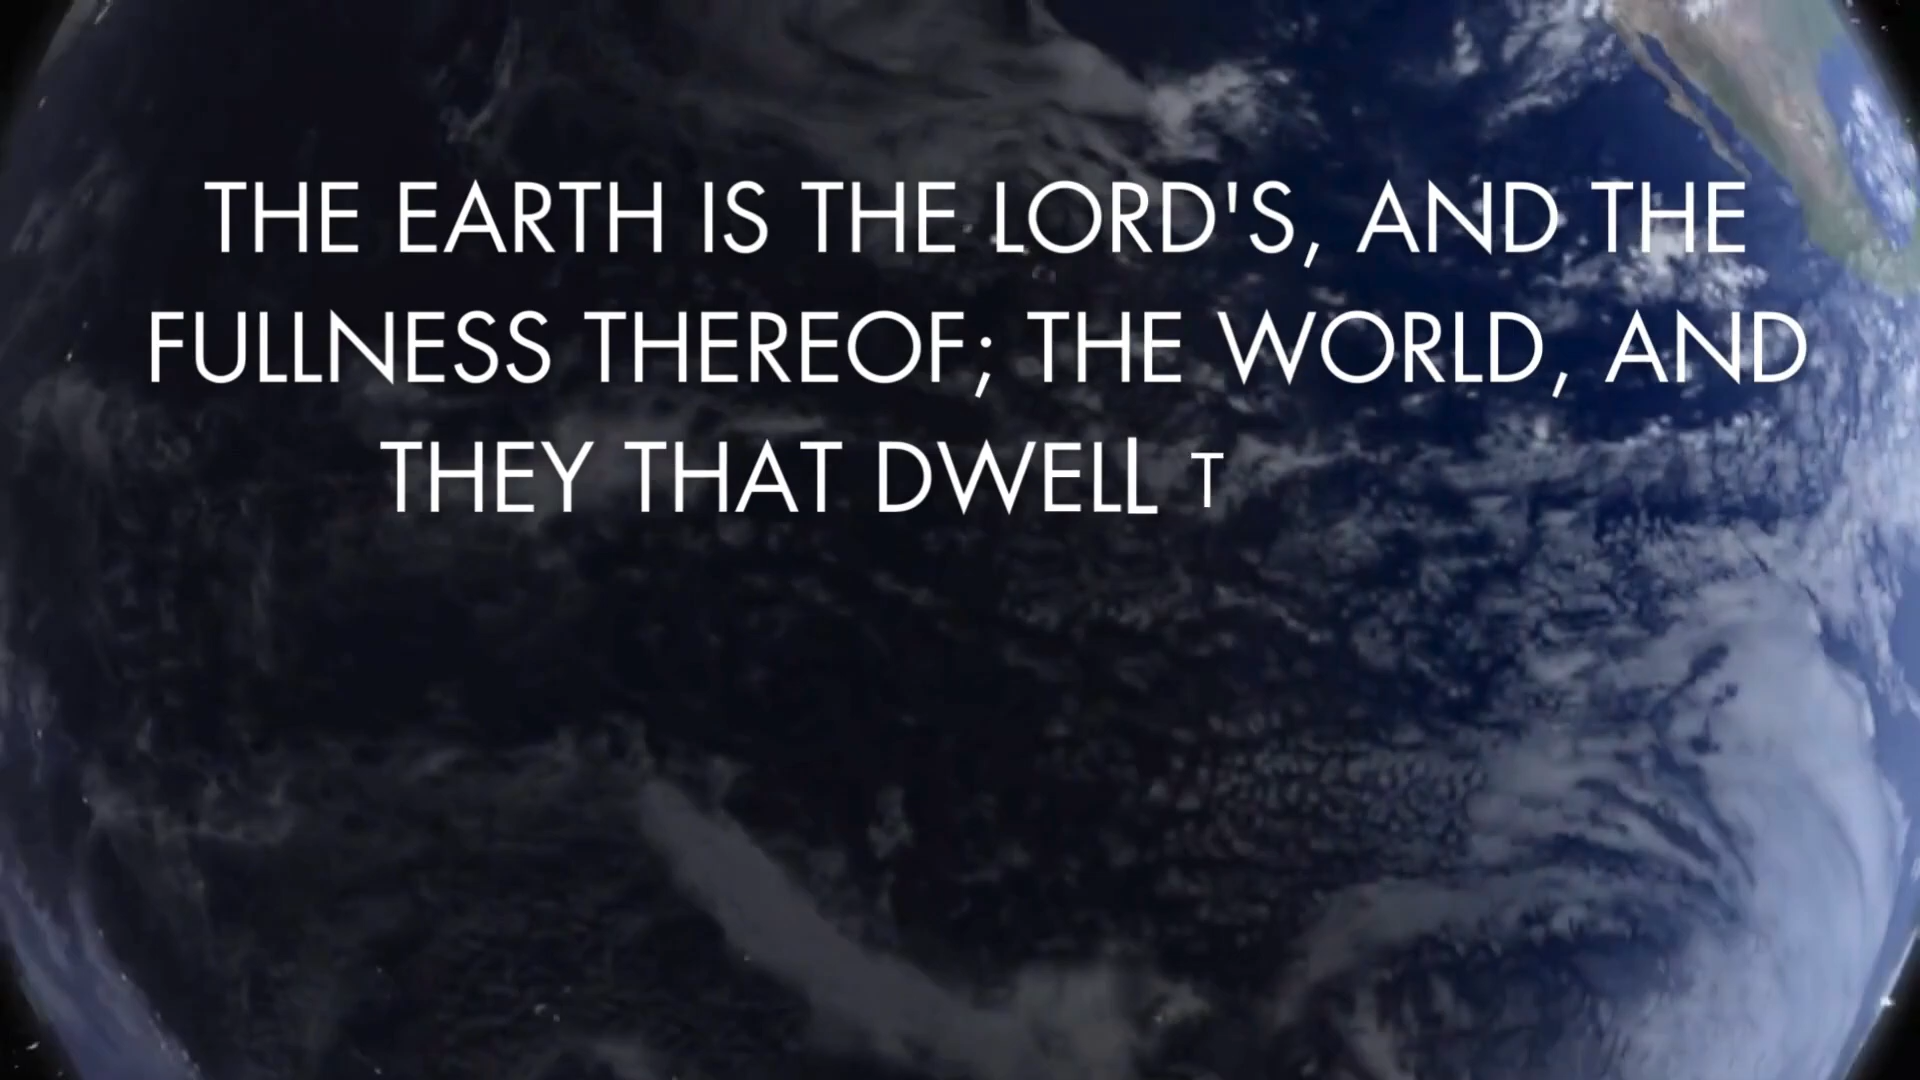 THE EARTH IS THE LORD'S, AND THE
FULLNESS THEREOF; THE WORLD, AND
THEY THAT DWELL T